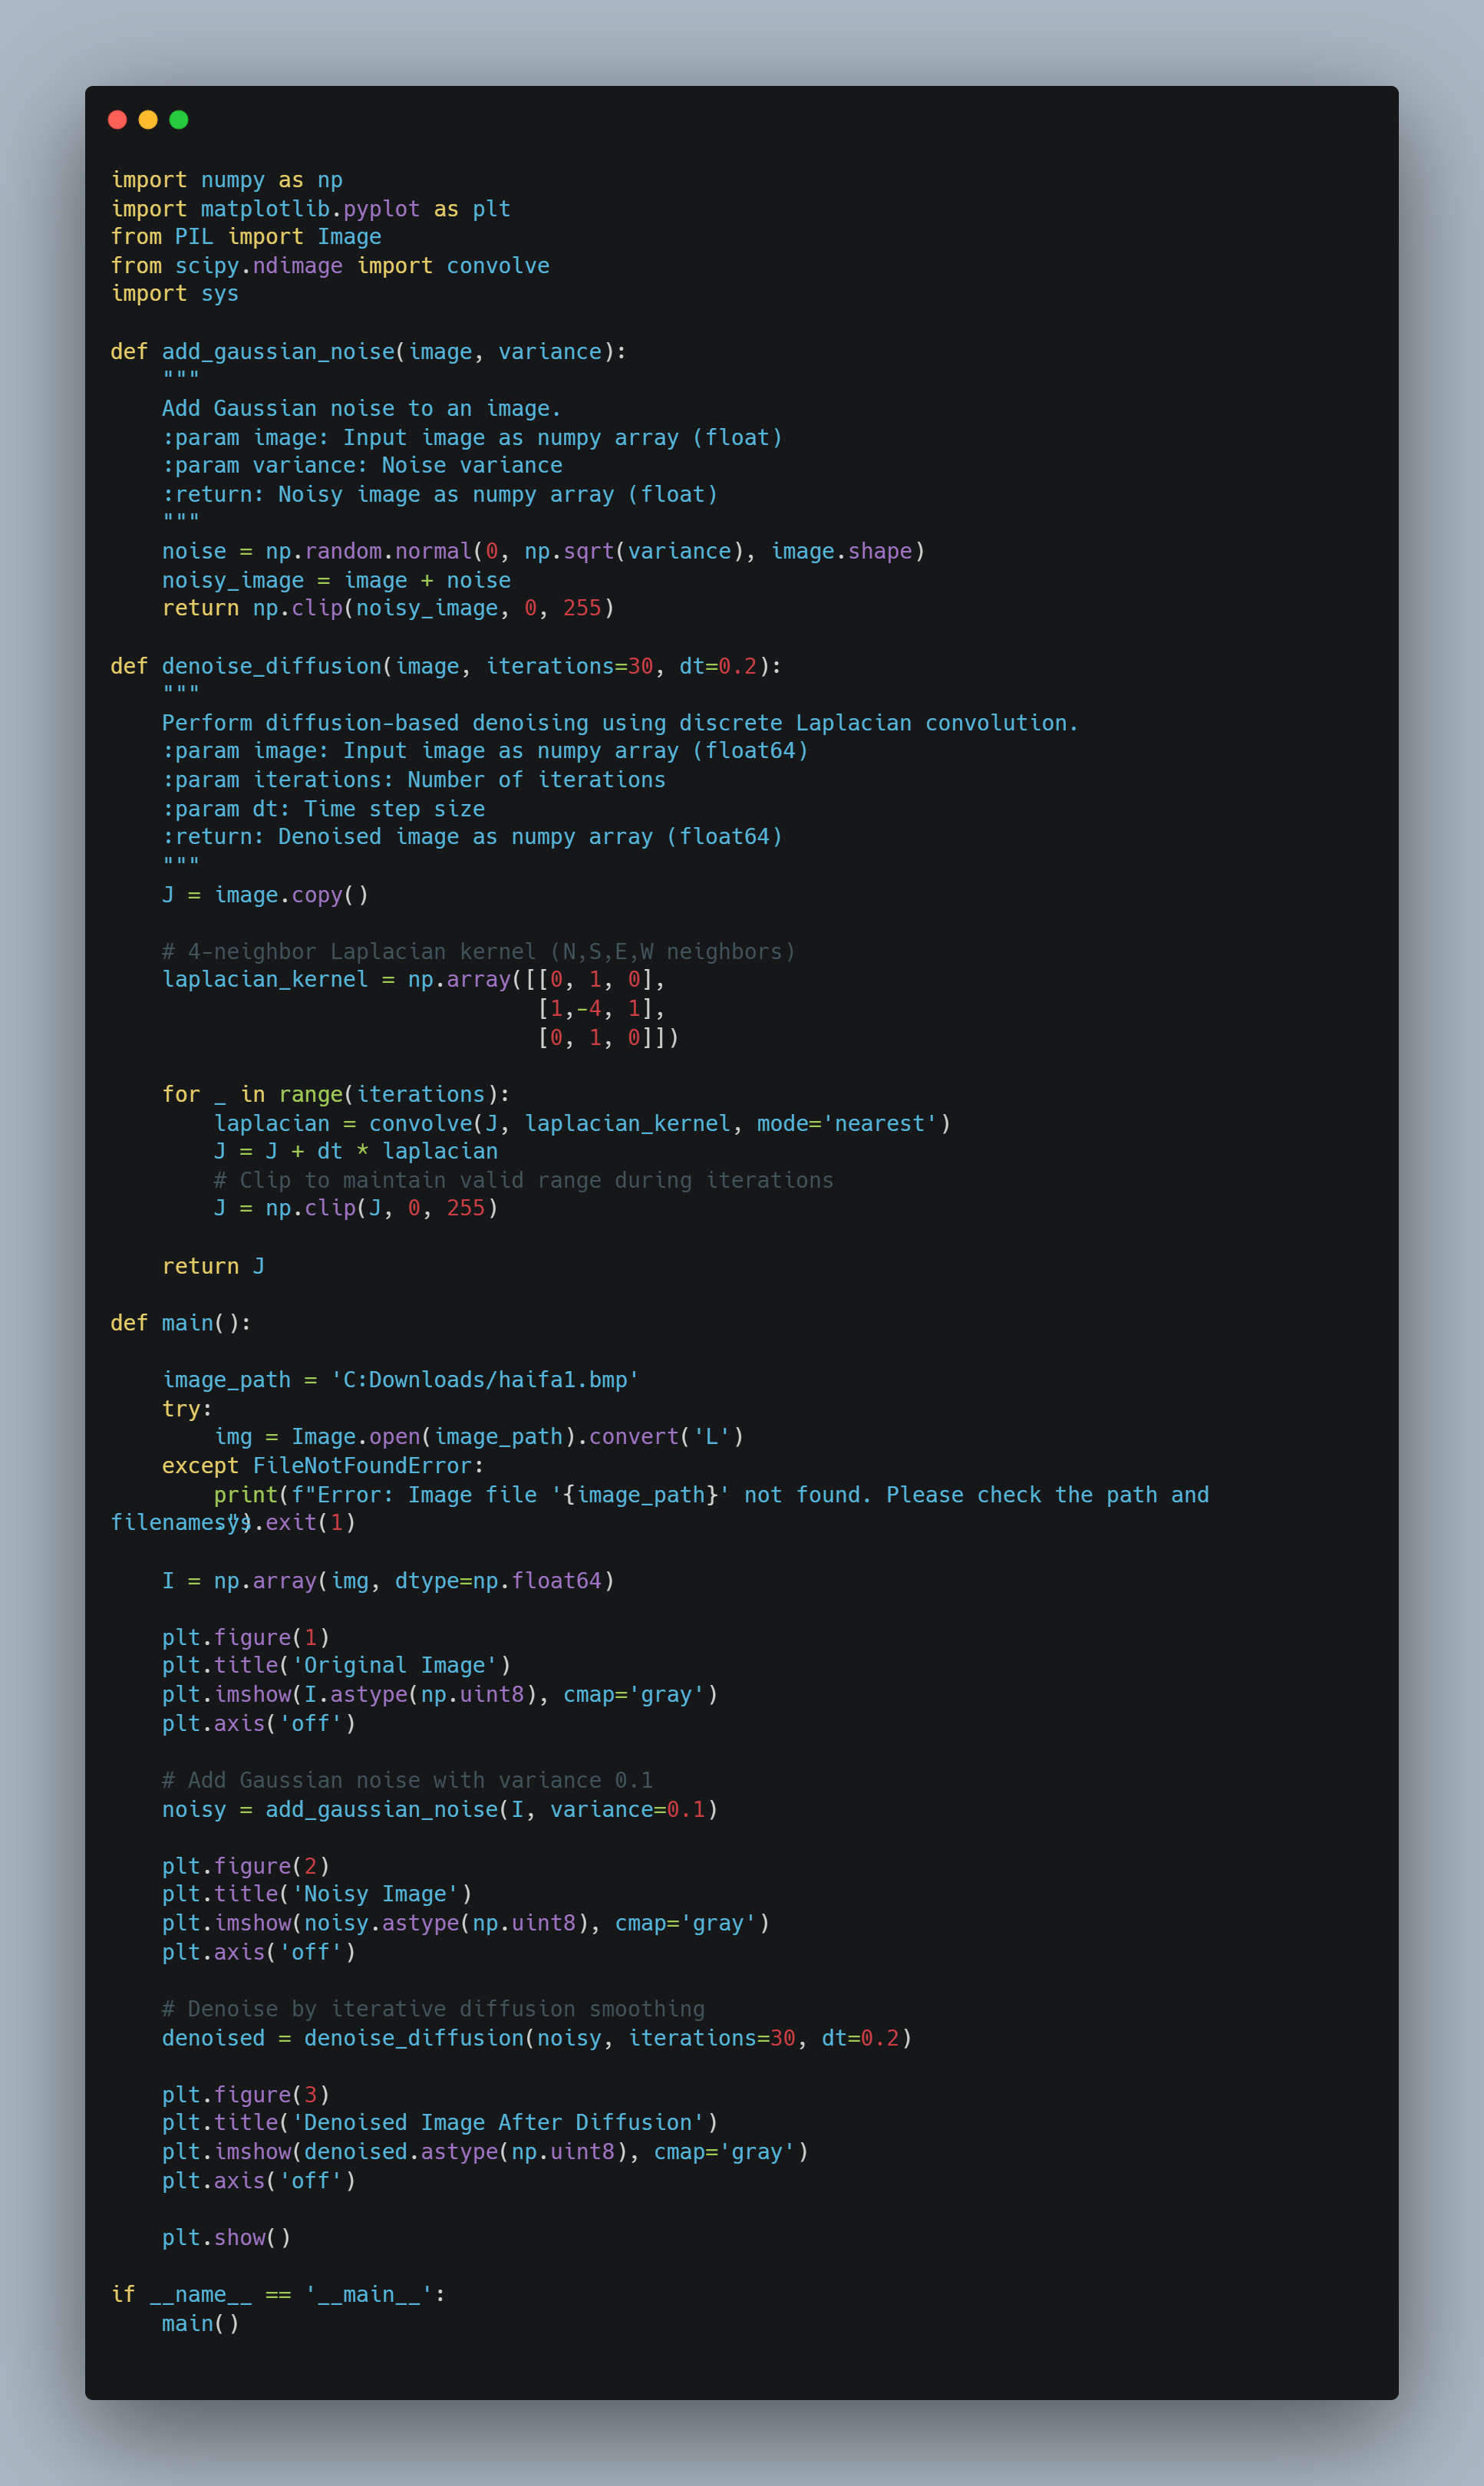 import numpy as np
import matplotlib.pyplot as plt
from PIL import Image
from scipy.ndimage import convolve
import sys

def add_gaussian_noise(image, variance):
    """
    Add Gaussian noise to an image.
    :param image: Input image as numpy array (float)
    :param variance: Noise variance
    :return: Noisy image as numpy array (float)
    """
    noise = np.random.normal(0, np.sqrt(variance), image.shape)
    noisy_image = image + noise
    return np.clip(noisy_image, 0, 255)

def denoise_diffusion(image, iterations=30, dt=0.2):
    """
    Perform diffusion-based denoising using discrete Laplacian convolution.
    :param image: Input image as numpy array (float64)
    :param iterations: Number of iterations
    :param dt: Time step size
    :return: Denoised image as numpy array (float64)
    """
    J = image.copy()

    # 4-neighbor Laplacian kernel (N,S,E,W neighbors)
    laplacian_kernel = np.array([[0, 1, 0],
                                 [1,-4, 1],
                                 [0, 1, 0]])

    for _ in range(iterations):
        laplacian = convolve(J, laplacian_kernel, mode='nearest')
        J = J + dt * laplacian
        # Clip to maintain valid range during iterations
        J = np.clip(J, 0, 255)

    return J

def main():

    image_path = 'C:Downloads/haifa1.bmp'
    try:
        img = Image.open(image_path).convert('L')
    except FileNotFoundError:
        print(f"Error: Image file '{image_path}' not found. Please check the path and
filename.")
        sys.exit(1)

    I = np.array(img, dtype=np.float64)

    plt.figure(1)
    plt.title('Original Image')
    plt.imshow(I.astype(np.uint8), cmap='gray')
    plt.axis('off')

    # Add Gaussian noise with variance 0.1
    noisy = add_gaussian_noise(I, variance=0.1)

    plt.figure(2)
    plt.title('Noisy Image')
    plt.imshow(noisy.astype(np.uint8), cmap='gray')
    plt.axis('off')

    # Denoise by iterative diffusion smoothing
    denoised = denoise_diffusion(noisy, iterations=30, dt=0.2)

    plt.figure(3)
    plt.title('Denoised Image After Diffusion')
    plt.imshow(denoised.astype(np.uint8), cmap='gray')
    plt.axis('off')

    plt.show()

if __name__ == '__main__':
    main()